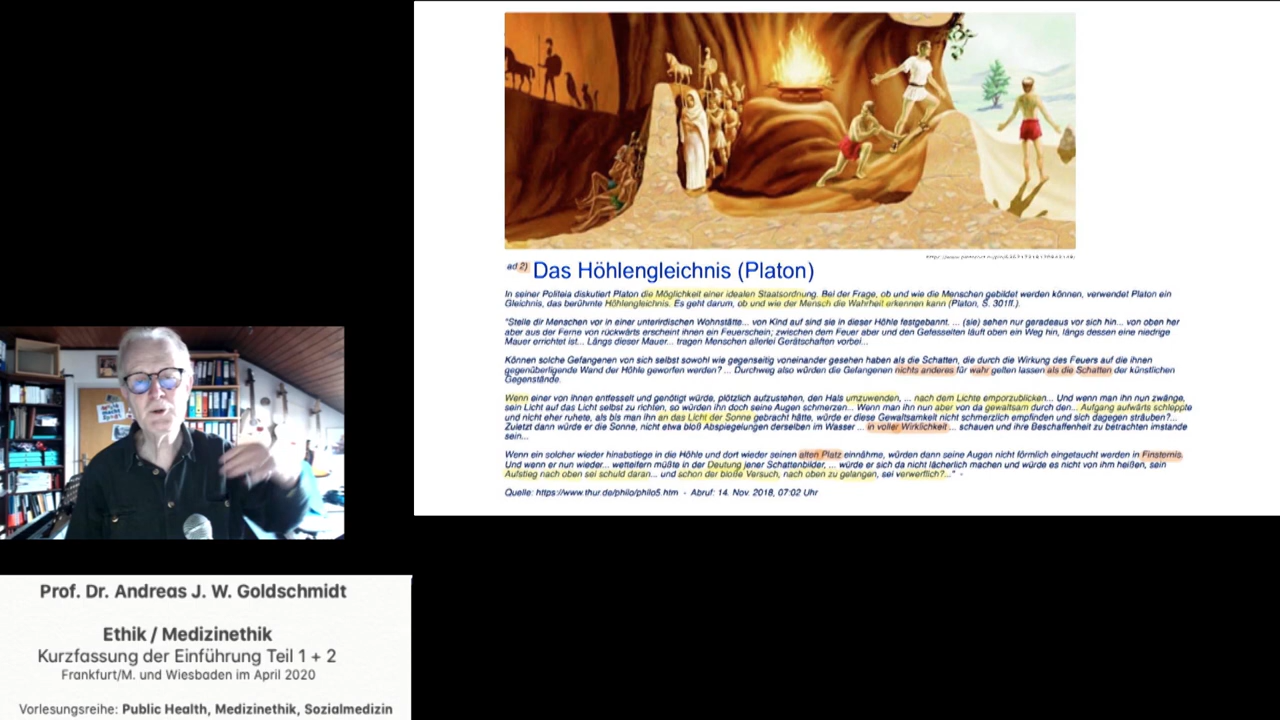 ad 2) Das Höhlengleichnis (Platon)
In seiner Politeia diskutiert Platon die Möglichkeit einer idealen Staatsordnung. Bei der Frage, ob und wie die Menschen gebildet werden können, verwendet Platon ein
Gleichnis, das berühmte Höhlengleichnis. Es geht darum, ob und wie der Mensch die Wahrheit erkennen kann (Platon, S. 301ff.).
"Stelle dir Menschen vor in einer unterirdischen Wohnstätte... von Kind auf sind sie in dieser Höhle festgebannt. ... (sie) sehen nur geradeaus vor sich hin... von oben her
aber aus der Ferne von rückwärts erscheint ihnen ein Feuerschein; zwischen dem Feuer aber und den Gefesselten läuft oben ein Weg hin, längs dessen eine niedrige
Mauer errichtet ist... Längs dieser Mauer... tragen Menschen allerlei Gerätschaften vorbei...
Können solche Gefangenen von sich selbst sowohl wie gegenseitig voneinander gesehen haben als die Schatten, die durch die Wirkung des Feuers auf die ihnen
gegenüberliegende Wand der Höhle geworfen werden? ... Durchweg also würden die Gefangenen nichts anderes für wahr gelten lassen als die Schatten der künstlichen
Gegenstände.
Wenn einer von ihnen entfesselt und genötigt würde, plötzlich aufzustehen, den Hals umzuwenden, ... nach dem Lichte emporzublicken... Und wenn man ihn nun zwänge,
sein Licht auf das Licht selbst zu richten, so würden ihn doch seine Augen schmerzen... Wenn man ihn nun aber von da gewaltsam durch den... Aufgang aufwärts schleppte
und nicht eher ruhete, als bis man ihn an das Licht der Sonne gebracht hätte, würde er diese Gewaltsamkeit nicht schmerzlich empfinden und sich dagegen sträuben?...
Zuletzt dann würde er die Sonne, nicht etwa bloß Abspiegelungen derselben im Wasser ... in voller Wirklichkeit ... schauen und ihre Beschaffenheit zu betrachten imstande
sein...
Wenn ein solcher wieder hinabstiege in die Höhle und dort wieder seinen alten Platz einnähme, würden dann seine Augen nicht förmlich eingetaucht werden in Finsternis.
Und wenn er nun wieder... wetteifern müßte in der Deutung jener Schattenbilder, ... würde er sich da nicht lächerlich machen und würde es nicht von ihm heißen, sein
Aufstieg nach oben sei schuld daran... und schon der bloße Versuch, nach oben zu gelangen, sei verwerflich?..." -
Quelle: https://www.thur.de/philo/philo5.htm - Abruf: 14. Nov. 2018, 07:02 Uhr
Prof. Dr. Andreas J. W. Goldschmidt
Ethik / Medizinethik
Kurzfassung der Einführung Teil 1 + 2
Frankfurt/M. und Wiesbaden im April 2020
Vorlesungsreihe: Public Health, Medizinethik, Sozialmedizin